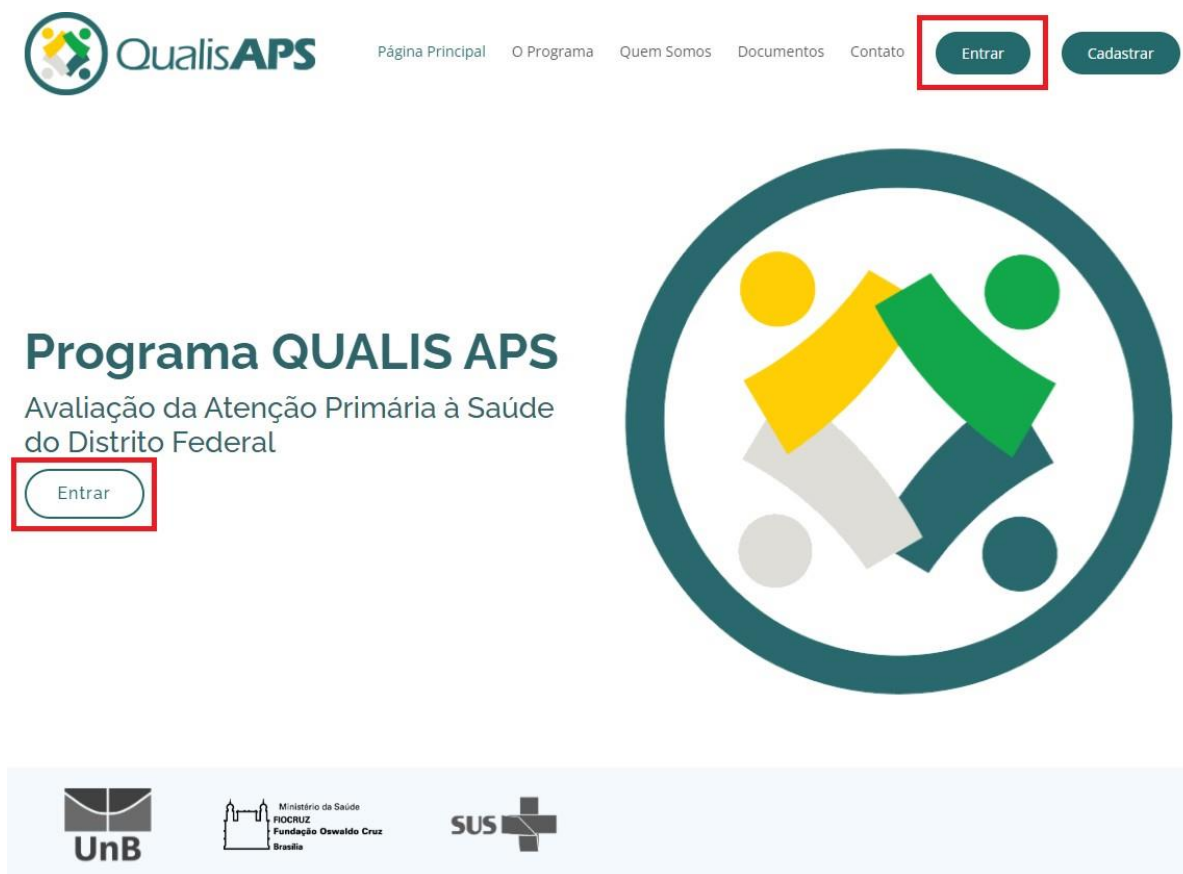 QualisAPS
Página Principal O Programa Quem Somos Documentos Contato Entrar Cadastrar
Programa QUALIS APS
Avaliação da Atenção Primária à Saúde
do Distrito Federal
Entrar
UnB
Ministério da Saúde
FIOCRUZ
Fundação Oswaldo Cruz
Brasília
SUS